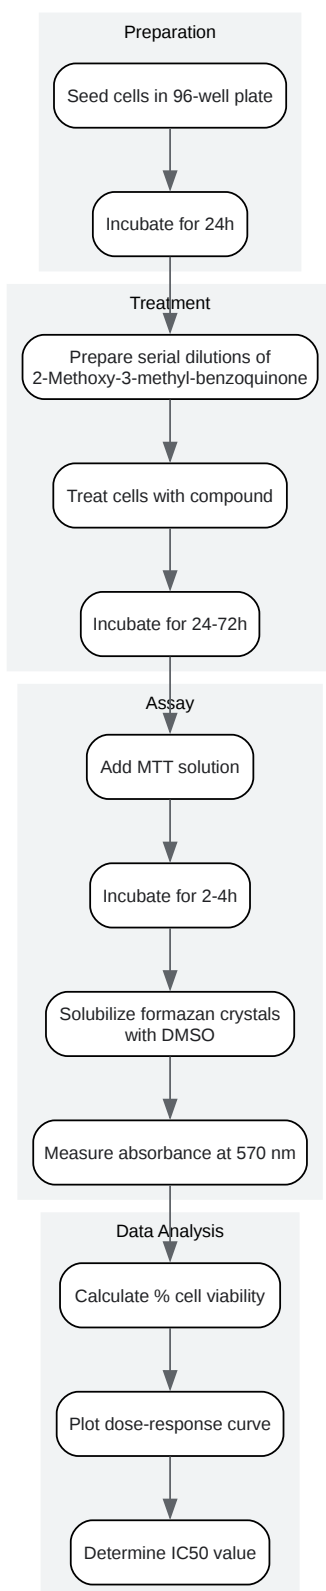 Preparation
Seed cells in 96-well plate
Incubate for 24h
Treatment
Prepare serial dilutions of
2-Methoxy-3-methyl-benzoquinone
Treat cells with compound
Incubate for 24-72h
Assay
Add MTT solution
Incubate for 2-4h
Solubilize formazan crystals
with DMSO
Measure absorbance at 570 nm
Data Analysis
Calculate % cell viability
Plot dose-response curve
Determine IC50 value